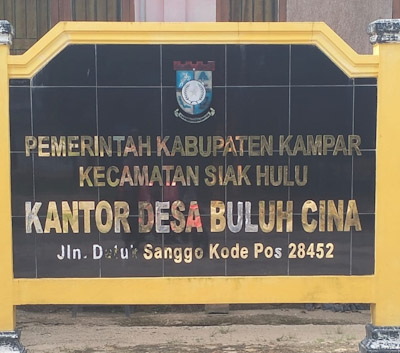 PEMERINTAH KABUPATEN KAMPAR
KECAMATAN SIAK HULU
KANTOR DESA BULUH CINA
Jln. Datuk Sanggo Kode Pos 28452